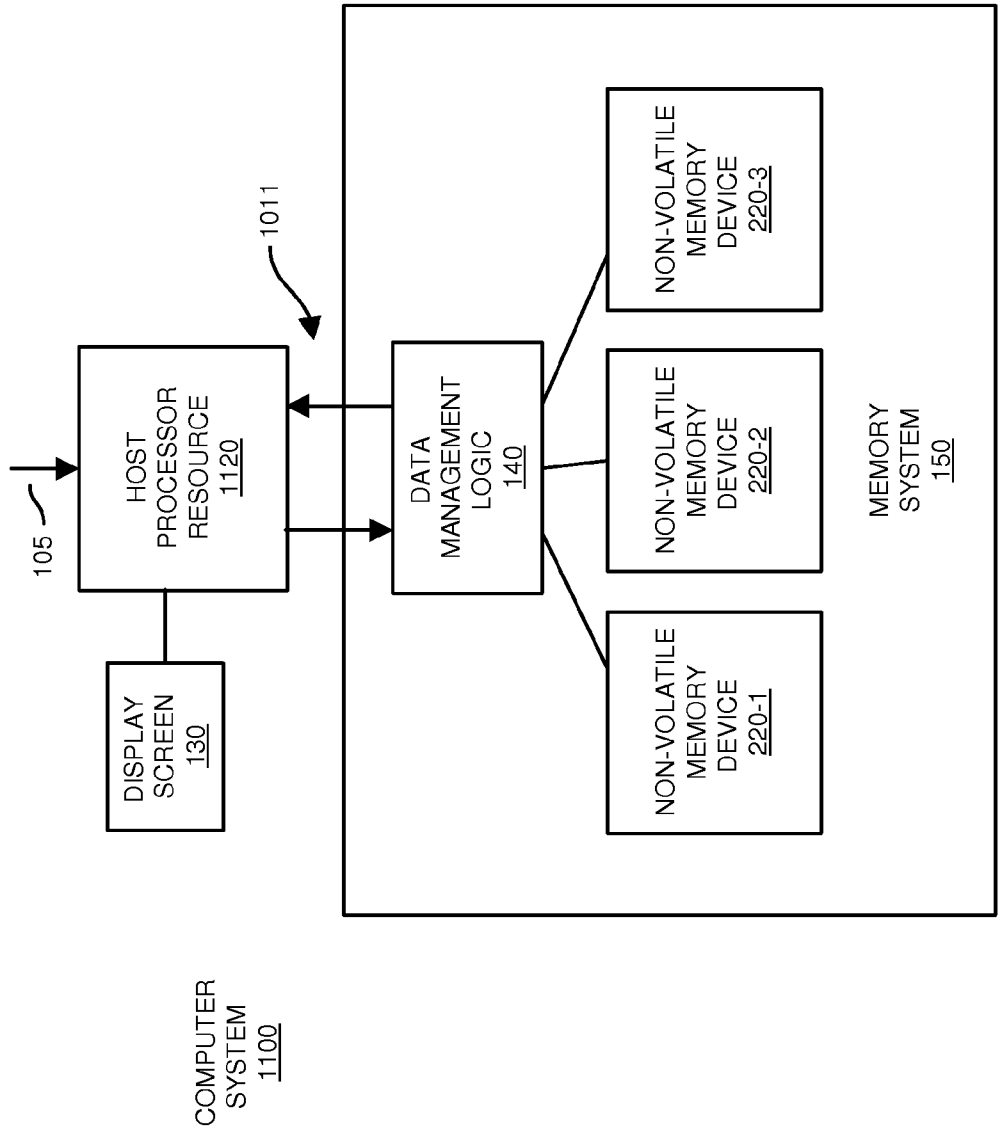 COMPUTER
SYSTEM
1100
DISPLAY
SCREEN
130
105
HOST
PROCESSOR
RESOURCE
1120
1011
DATA
MANAGEMENT
LOGIC
140
NON-VOLATILE
MEMORY
DEVICE
220-1
NON-VOLATILE
MEMORY
DEVICE
220-2
NON-VOLATILE
MEMORY
DEVICE
220-3
MEMORY
SYSTEM
150